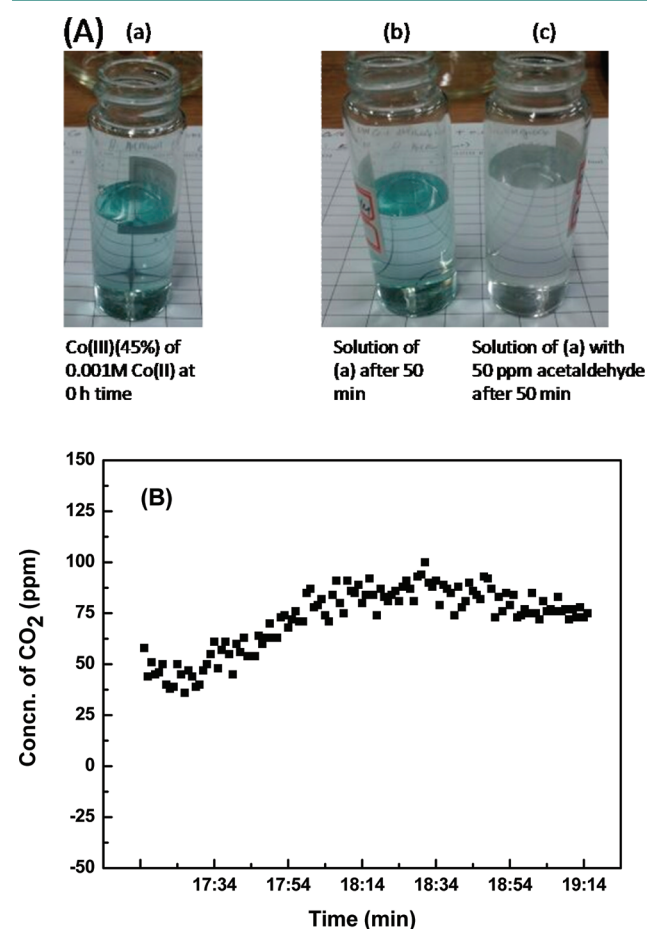 (A) (a) (b) (c)
Co(III)(45%) of
0.001M Co(II) at
0 h time
Solution of
(a) after 50
min
Solution of (a) with
50 ppm acetaldehyde
after 50 min
(B)
150
125
100
75
50
25
0
-25
-50
Concn. of CO2 (ppm)
17:34 17:54 18:14 18:34 18:54 19:14
Time (min)